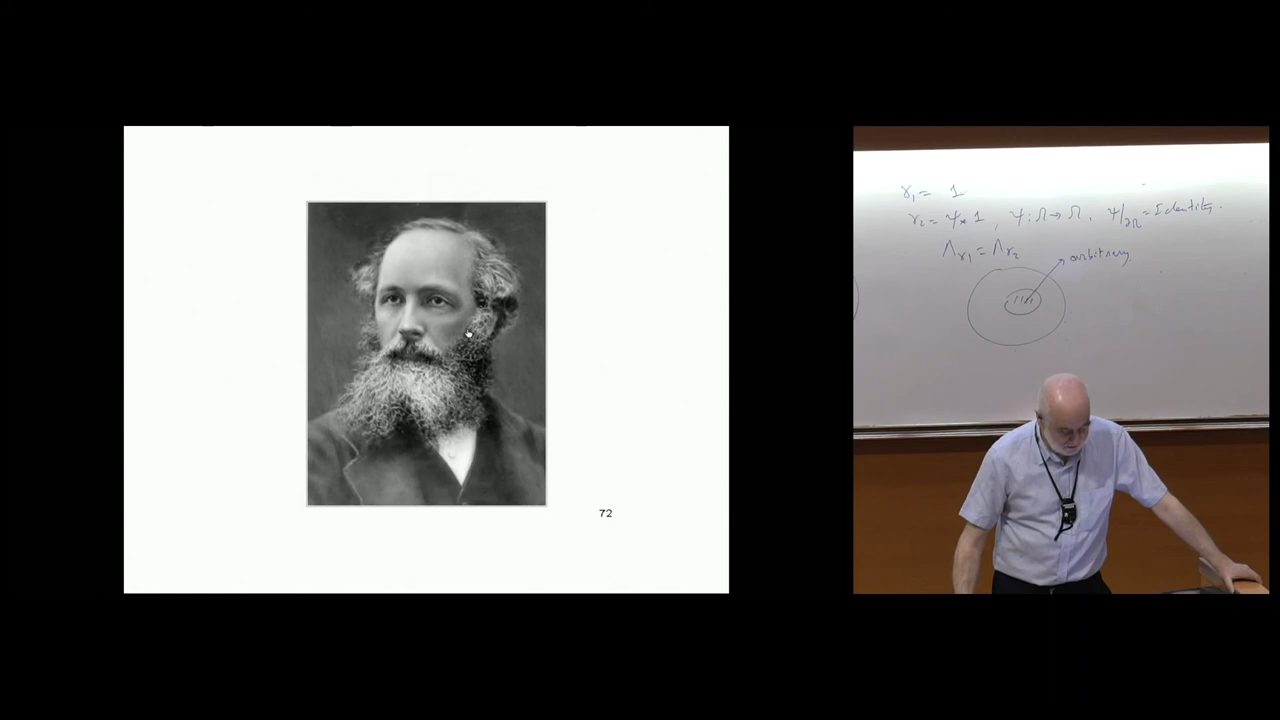 72
γ₁ = 1
γ₂ = ψ* 1 , ψ : Ω → Ω , ψ/∂Ω = Identity.
Λγ₁ = Λγ₂
arbitrary